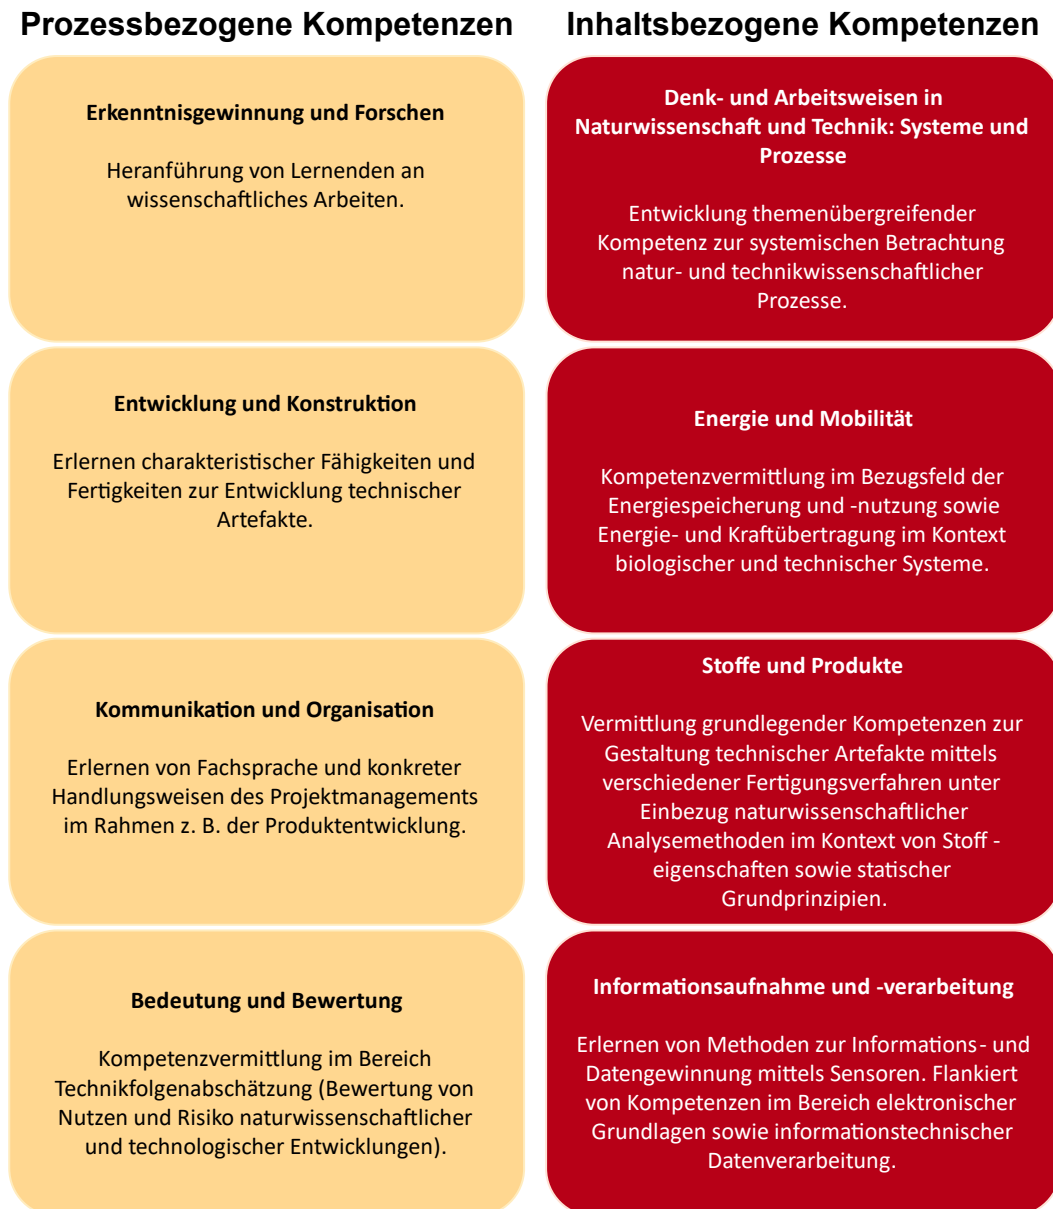 Prozessbezogene Kompetenzen
Erkenntnisgewinnung und Forschen
Heranführung von Lernenden an
wissenschaftliches Arbeiten.
Entwicklung und Konstruktion
Erlernen charakteristischer Fähigkeiten und
Fertigkeiten zur Entwicklung technischer
Artefakte.
Kommunikation und Organisation
Erlernen von Fachsprache und konkreter
Handlungsweisen des Projektmanagements
im Rahmen z. B. der Produktentwicklung.
Bedeutung und Bewertung
Kompetenzvermittlung im Bereich
Technikfolgenabschätzung (Bewertung von
Nutzen und Risiko naturwissenschaftlicher
und technologischer Entwicklungen).
Inhaltsbezogene Kompetenzen
Denk- und Arbeitsweisen in
Naturwissenschaft und Technik: Systeme und
Prozesse
Entwicklung themenübergreifender
Kompetenz zur systemischen Betrachtung
natur- und technikwissenschaftlicher
Prozesse.
Energie und Mobilität
Kompetenzvermittlung im Bezugsfeld der
Energiespeicherung und -nutzung sowie
Energie- und Kraftübertragung im Kontext
biologischer und technischer Systeme.
Stoffe und Produkte
Vermittlung grundlegender Kompetenzen zur
Gestaltung technischer Artefakte mittels
verschiedener Fertigungsverfahren unter
Einbezug naturwissenschaftlicher
Analysemethoden im Kontext von Stoff -
eigenschaften sowie statischer
Grundprinzipien.
Informationsaufnahme und -verarbeitung
Erlernen von Methoden zur Informations- und
Datengewinnung mittels Sensoren. Flankiert
von Kompetenzen im Bereich elektronischer
Grundlagen sowie informationstechnischer
Datenverarbeitung.